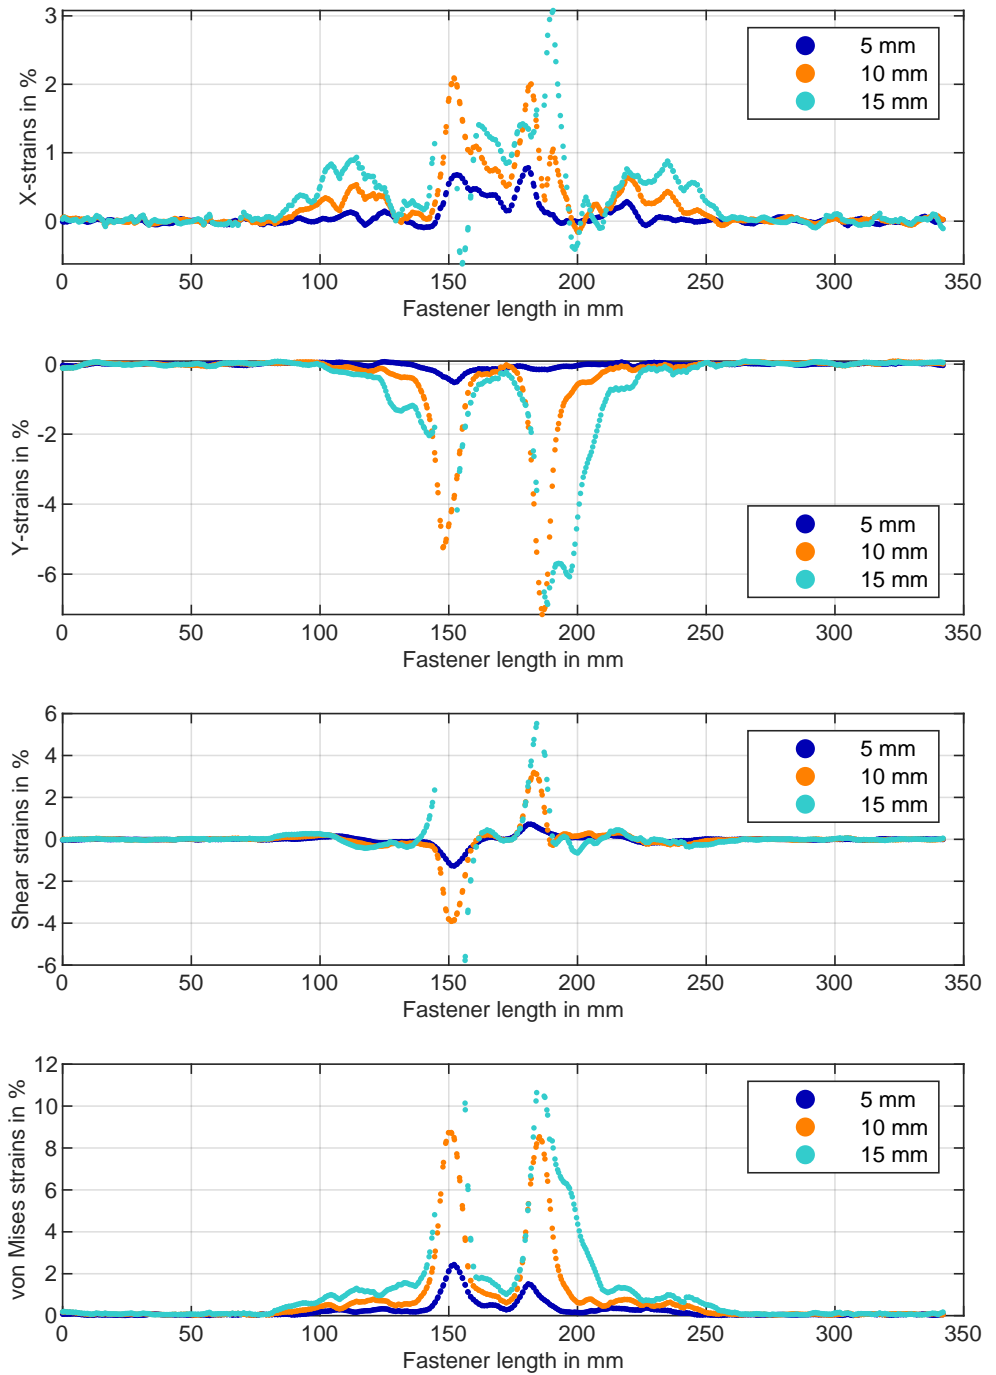 X-strains in %
3
2
1
0
5 mm
10 mm
15 mm
0 50 100 150 200 250 300 350
Fastener length in mm
Y-strains in %
0
-2
-4
-6
5 mm
10 mm
15 mm
0 50 100 150 200 250 300 350
Fastener length in mm
Shear strains in %
6
4
2
0
-2
-4
-6
5 mm
10 mm
15 mm
0 50 100 150 200 250 300 350
Fastener length in mm
von Mises strains in %
12
10
8
6
4
2
0
5 mm
10 mm
15 mm
0 50 100 150 200 250 300 350
Fastener length in mm